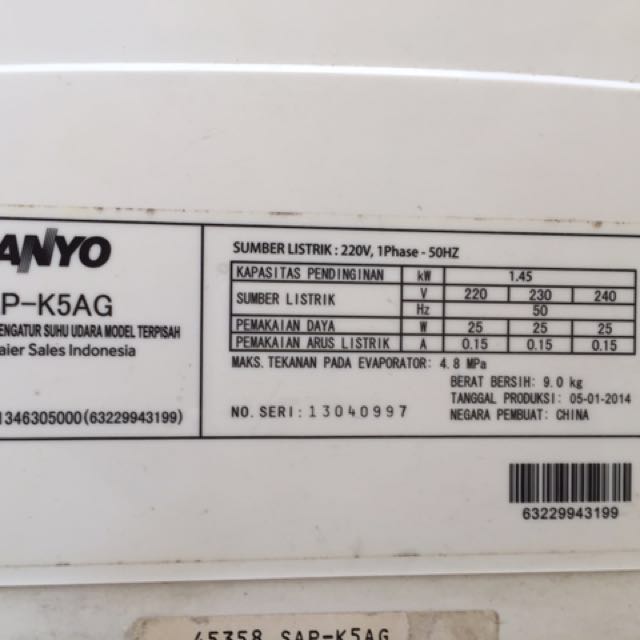 ANYO
AP-K5AG
ENGATUR SUHU UDARA MODEL TERPISAH
aier Sales Indonesia
1346305000(63229943199)
SUMBER LISTRIK : 220V, 1Phase - 50HZ
KAPASITAS PENDINGINAN kW 1.45
SUMBER LISTRIK V 220 230 240
Hz 50
PEMAKAIAN DAYA W 25 25 25
PEMAKAIAN ARUS LISTRIK A 0.15 0.15 0.15
MAKS. TEKANAN PADA EVAPORATOR: 4.8 MPa
BERAT BERSIH: 9.0 kg
TANGGAL PRODUKSI: 05-01-2014
NO. SERI: 13040997
NEGARA PEMBUAT: CHINA
63229943199
45358 SAP-K5AG